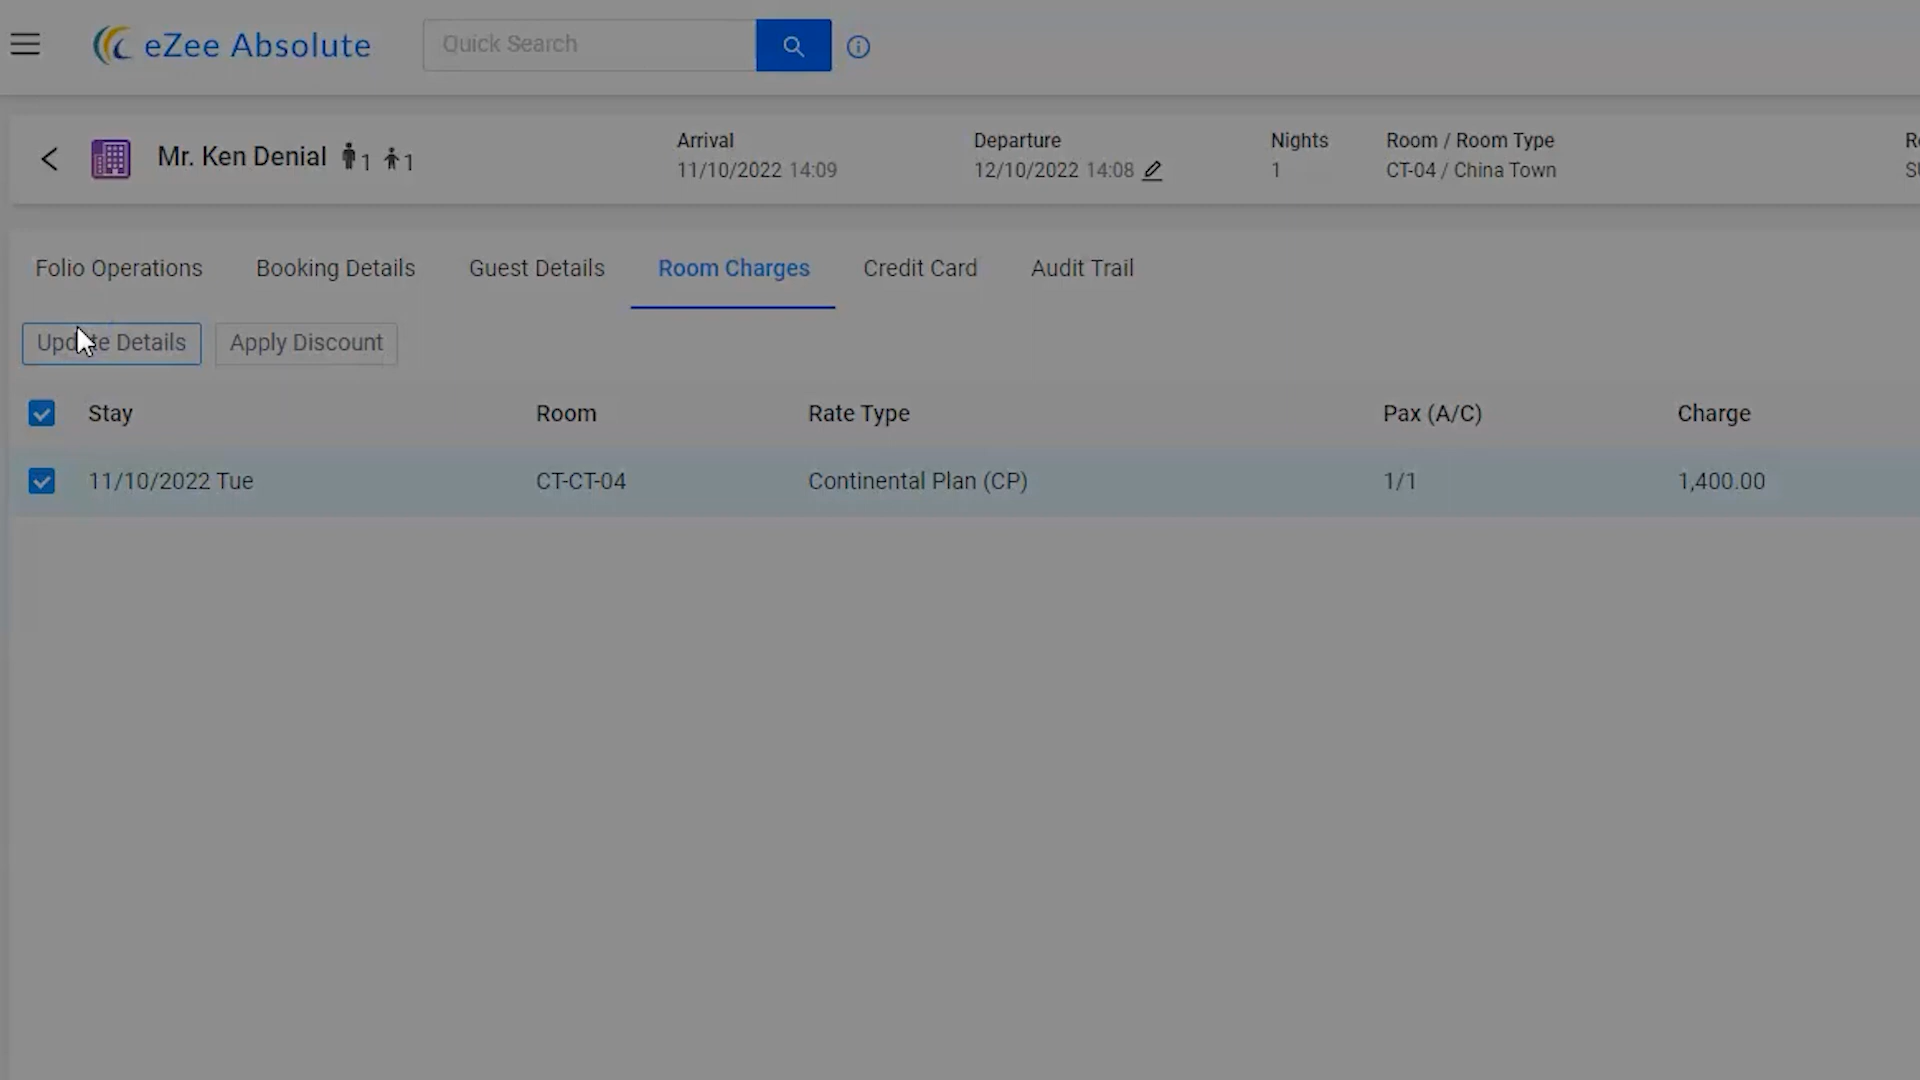 eZee Absolute
Quick Search
Mr. Ken Denial 1 1
Arrival
11/10/2022 14:09
Departure
12/10/2022 14:08
Nights
1
Room / Room Type
CT-04 / China Town
Folio Operations Booking Details Guest Details Room Charges Credit Card Audit Trail
Update Details Apply Discount
Stay Room Rate Type Pax (A/C) Charge
11/10/2022 Tue CT-CT-04 Continental Plan (CP) 1/1 1,400.00